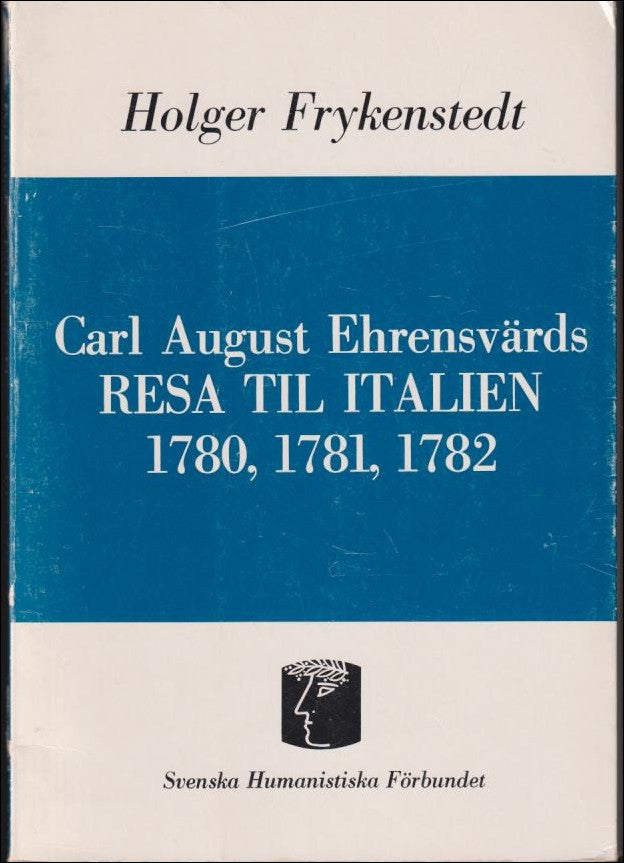 Holger Frykenstedt
Carl August Ehrensvärds
RESA TIL ITALIEN
1780, 1781, 1782
Svenska Humanistiska Förbundet